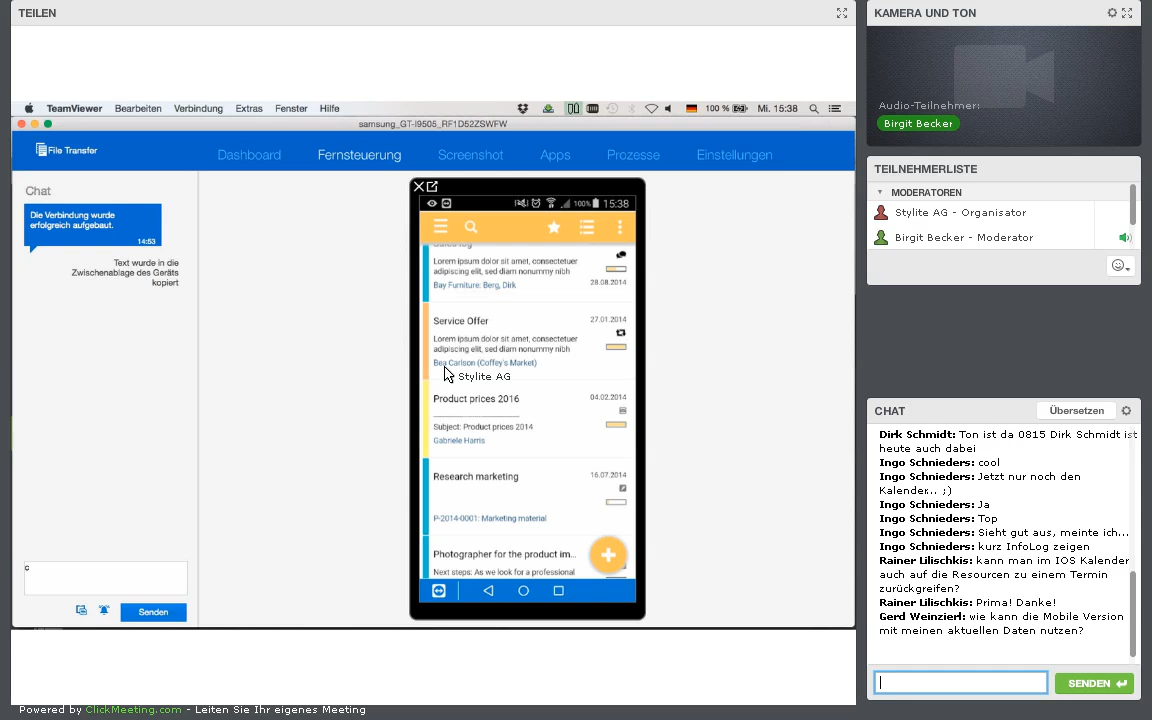 TEILEN
TeamViewer Bearbeiten Verbindung Extras Fenster Hilfe
100 % Mi. 15:38
samsung_GT-I9505_RF1D52ZSWFW
File Transfer
Dashboard Fernsteuerung Screenshot Apps Prozesse Einstellungen
Chat
Die Verbindung wurde
erfolgreich aufgebaut.
14:53
Text wurde in die
Zwischenablage des Geräts
kopiert
c
Senden
100% 15:38
Lorem ipsum dolor sit amet, consectetuer
adipiscing elit, sed diam nonummy nibh
Bay Furniture: Berg, Dirk
28.08.2014
Service Offer
27.01.2014
Lorem ipsum dolor sit amet, consectetuer
adipiscing elit, sed diam nonummy nibh
Bea Carlson (Coffey's Market)
Stylite AG
Product prices 2016
04.02.2014
Subject: Product prices 2014
Gabriele Harris
Research marketing
16.07.2014
P-2014-0001: Marketing material
Photographer for the product im...
Next steps: As we look for a professional
Powered by ClickMeeting.com - Leiten Sie Ihr eigenes Meeting
KAMERA UND TON
Audio-Teilnehmer:
Birgit Becker
TEILNEHMERLISTE
MODERATOREN
Stylite AG - Organisator
Birgit Becker - Moderator
CHAT
Übersetzen
Dirk Schmidt: Ton ist da 0815 Dirk Schmidt ist
heute auch dabei
Ingo Schnieders: cool
Ingo Schnieders: Jetzt nur noch den
Kalender... ;)
Ingo Schnieders: Ja
Ingo Schnieders: Top
Ingo Schnieders: Sieht gut aus, meinte ich...
Ingo Schnieders: kurz InfoLog zeigen
Rainer Lilischkis: kann man im IOS Kalender
auch auf die Resourcen zu einem Termin
zurückgreifen?
Rainer Lilischkis: Prima! Danke!
Gerd Weinzierl: wie kann die Mobile Version
mit meinen aktuellen Daten nutzen?
SENDEN